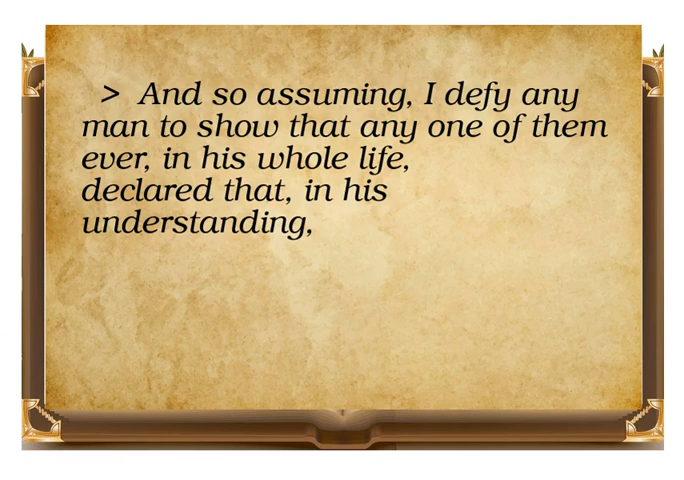 > And so assuming, I defy any
man to show that any one of them
ever, in his whole life,
declared that, in his
understanding,